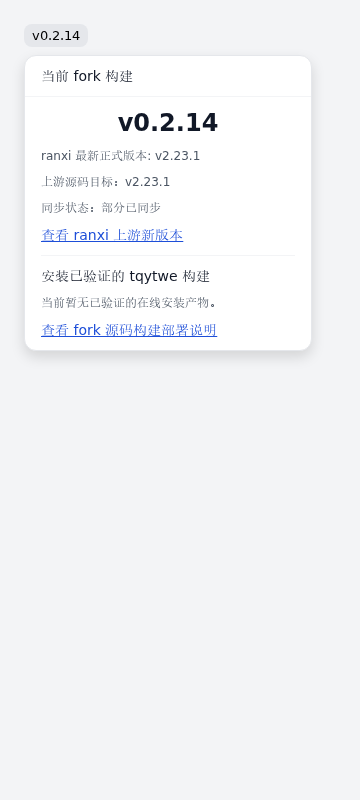 v0.2.14
当前 fork 构建
v0.2.14
ranxi 最新正式版本: v2.23.1
上游源码目标：v2.23.1
同步状态：部分已同步
查看 ranxi 上游新版本
安装已验证的 tqytwe 构建
当前暂无已验证的在线安装产物。
查看 fork 源码构建部署说明